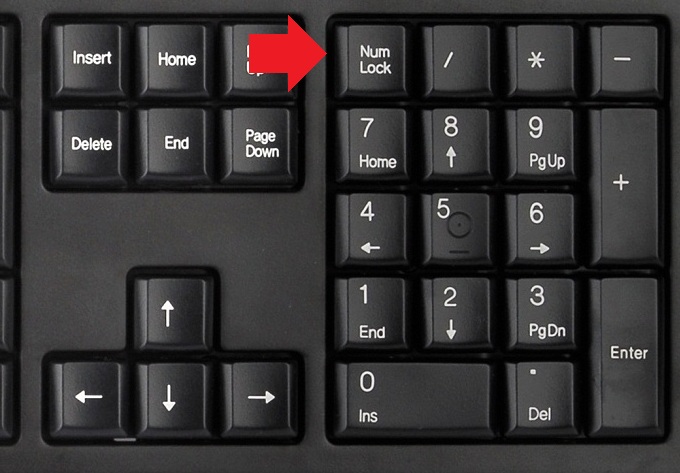 Insert
Home
Num
Lock
/
*
–
Delete
End
Page
Down
7
Home
8
↑
9
PgUp
+
4
←
5
6
→
↑
1
End
2
↓
3
PgDn
Enter
←
↓
→
0
Ins
.
Del